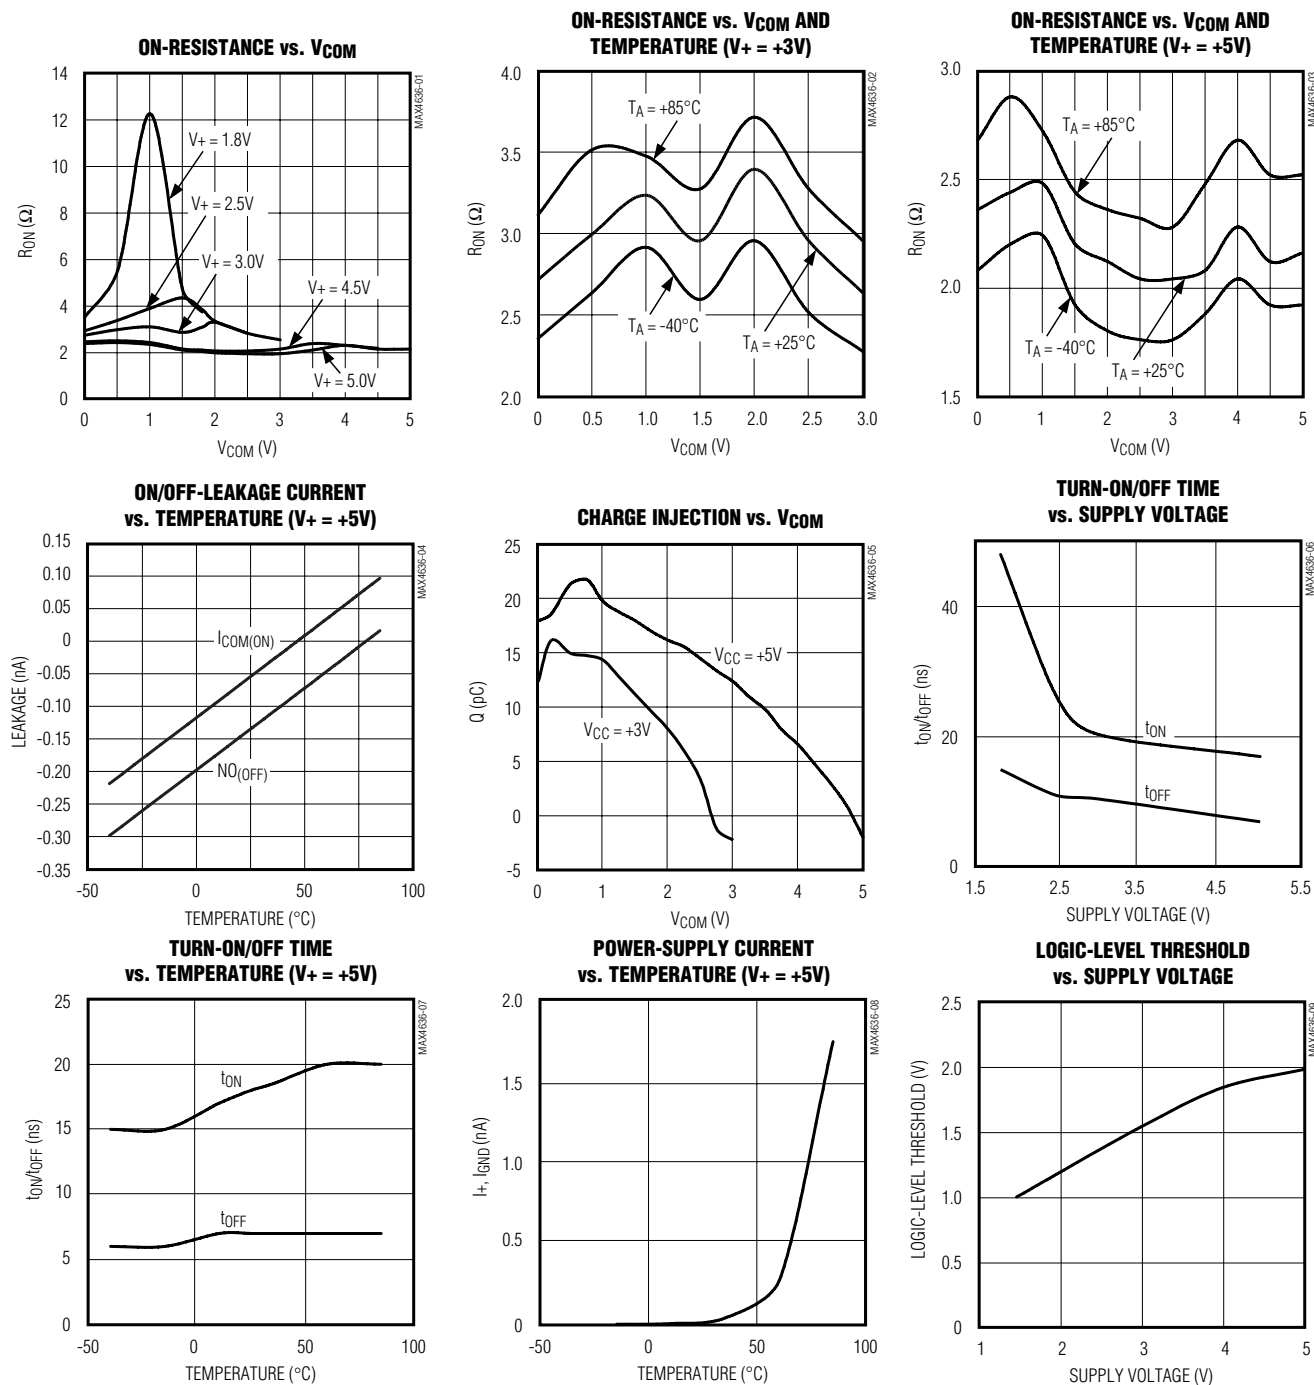 ON-RESISTANCE vs. VCOM
MAX4636-01
14
12
10
8
6
4
2
0
RON (Ω)
V+ = 1.8V
V+ = 2.5V
V+ = 3.0V
V+ = 4.5V
V+ = 5.0V
0 1 2 3 4 5
VCOM (V)
ON-RESISTANCE vs. VCOM AND
TEMPERATURE (V+ = +3V)
MAX4636-02
4.0
3.5
3.0
2.5
2.0
RON (Ω)
TA = +85°C
TA = -40°C
TA = +25°C
0 0.5 1.0 1.5 2.0 2.5 3.0
VCOM (V)
ON-RESISTANCE vs. VCOM AND
TEMPERATURE (V+ = +5V)
MAX4636-03
3.0
2.5
2.0
1.5
RON (Ω)
TA = +85°C
TA = -40°C
TA = +25°C
0 1 2 3 4 5
VCOM (V)
ON/OFF-LEAKAGE CURRENT
vs. TEMPERATURE (V+ = +5V)
MAX4636-04
0.15
0.10
0.05
0
-0.05
-0.10
-0.15
-0.20
-0.25
-0.30
-0.35
LEAKAGE (nA)
ICOM(ON)
NO(OFF)
-50 0 50 100
TEMPERATURE (°C)
CHARGE INJECTION vs. VCOM
MAX4636-05
25
20
15
10
5
0
-5
Q (pC)
VCC = +5V
VCC = +3V
0 1 2 3 4 5
VCOM (V)
TURN-ON/OFF TIME
vs. SUPPLY VOLTAGE
MAX4636-06
40
20
0
tON/tOFF (ns)
tON
tOFF
1.5 2.5 3.5 4.5 5.5
SUPPLY VOLTAGE (V)
TURN-ON/OFF TIME
vs. TEMPERATURE (V+ = +5V)
MAX4636-07
25
20
15
10
5
0
tON/tOFF (ns)
tON
tOFF
-50 0 50 100
TEMPERATURE (°C)
POWER-SUPPLY CURRENT
vs. TEMPERATURE (V+ = +5V)
MAX4636-08
2.0
1.5
1.0
0.5
0
I+, IGND (nA)
-50 0 50 100
TEMPERATURE (°C)
LOGIC-LEVEL THRESHOLD
vs. SUPPLY VOLTAGE
MAX4636-09
2.5
2.0
1.5
1.0
0.5
0
LOGIC-LEVEL THRESHOLD (V)
1 2 3 4 5
SUPPLY VOLTAGE (V)